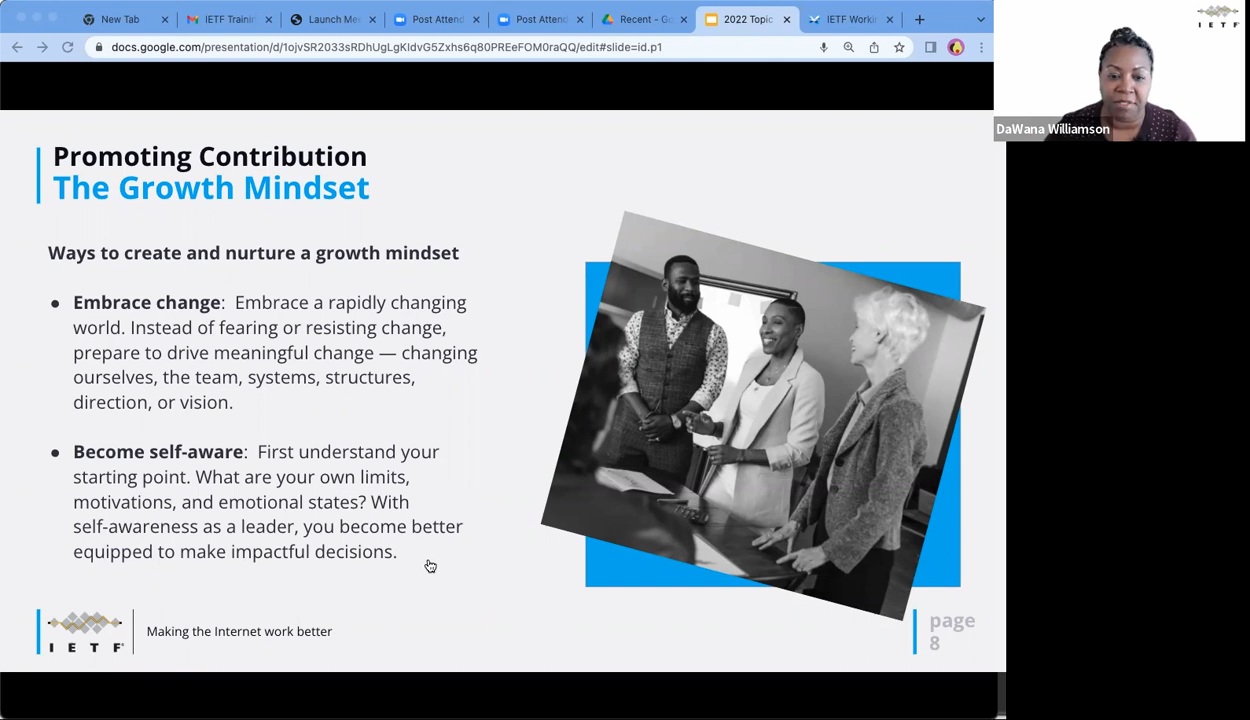 New Tab
IETF Trainin
Launch Mee
Post Attend
Post Attend
Recent - Go
2022 Topic
IETF Workin
docs.google.com/presentation/d/1ojvSR2033sRDhUgLgKIdvG5Zxhs6q80PREeFOM0raQQ/edit#slide=id.p1
IETF
DaWana Williamson
Promoting Contribution
The Growth Mindset
Ways to create and nurture a growth mindset
● Embrace change: Embrace a rapidly changing
world. Instead of fearing or resisting change,
prepare to drive meaningful change — changing
ourselves, the team, systems, structures,
direction, or vision.
● Become self-aware: First understand your
starting point. What are your own limits,
motivations, and emotional states? With
self-awareness as a leader, you become better
equipped to make impactful decisions.
IETF
Making the Internet work better
page
8